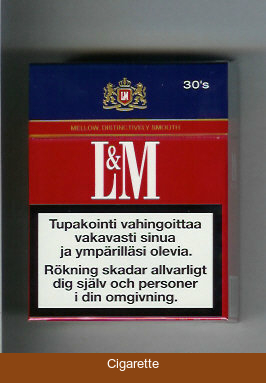 30's
LM
MELLOW, DISTINCTIVELY SMOOTH
L&M
Tupakointi vahingoittaa
vakavasti sinua
ja ympärilläsi olevia.
Rökning skadar allvarligt
dig själv och personer
i din omgivning.
Cigarette